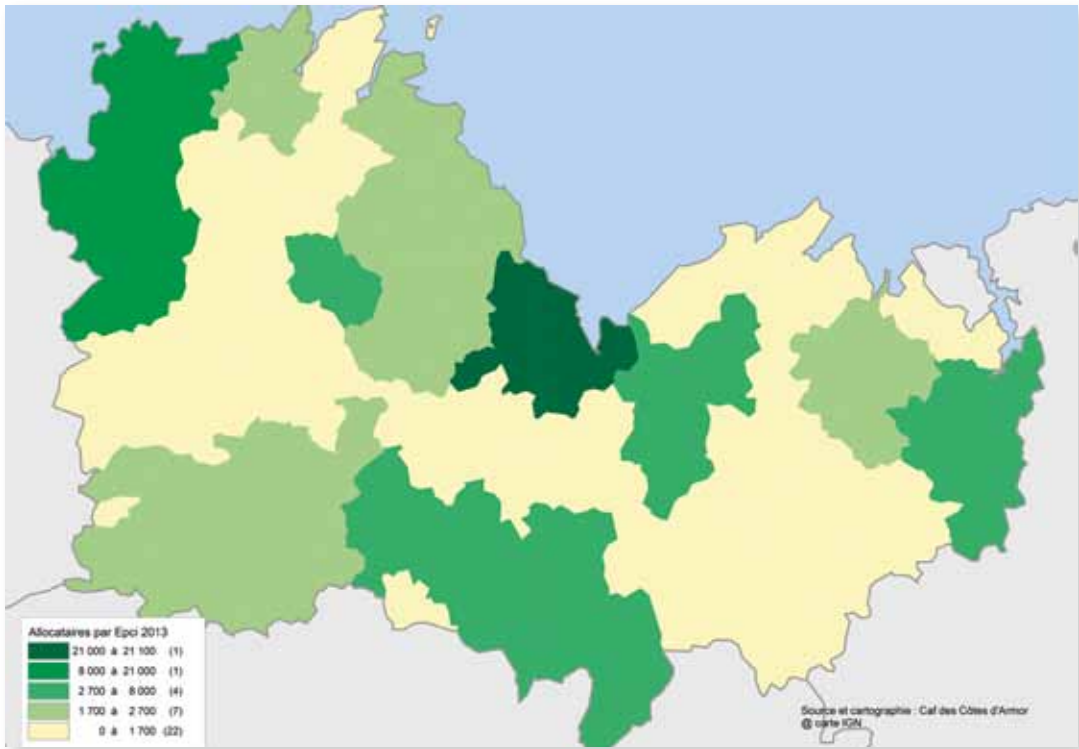 Allocataires par Epci 2013
21 000 à 21 100 (1)
8 000 à 21 000 (1)
2 700 à 8 000 (4)
1 700 à 2 700 (7)
0 à 1 700 (22)
Source et cartographie : Caf des Côtes d'Armor
@ carte IGN